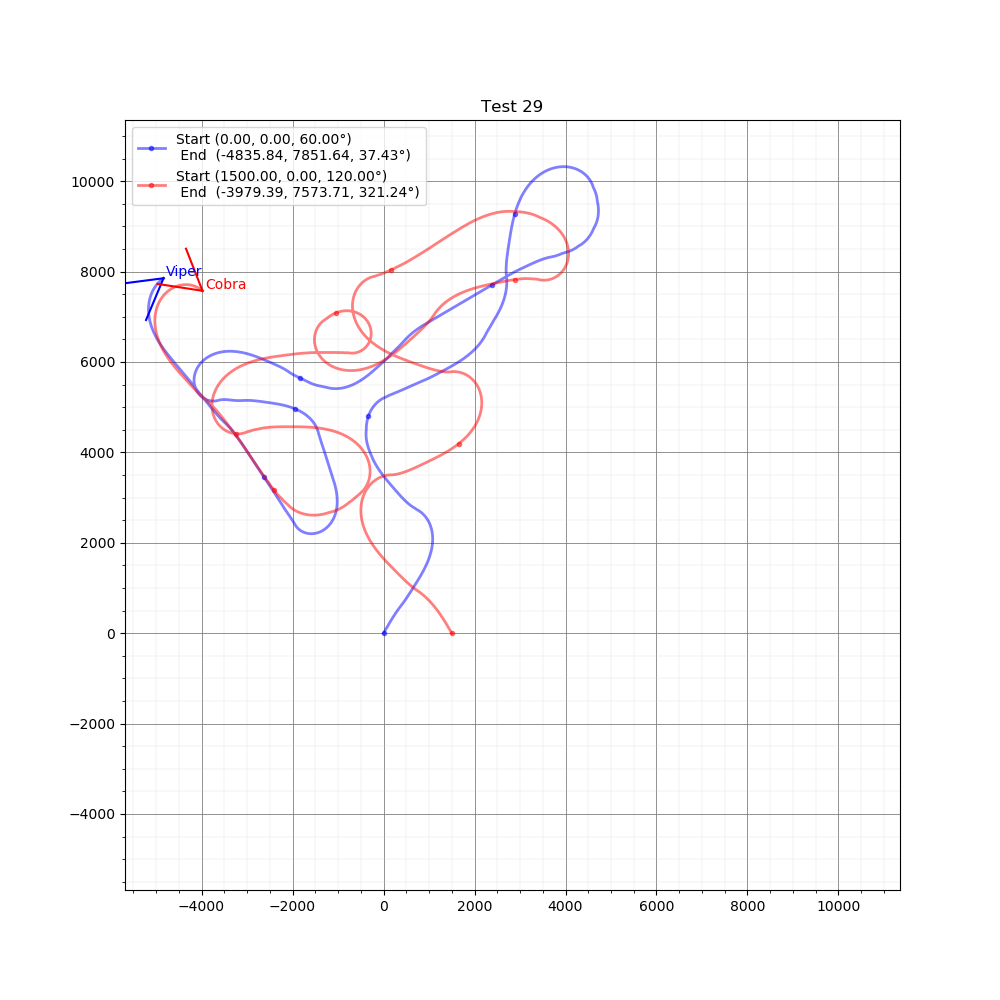 Test 29
Start (0.00, 0.00, 60.00°)
End  (-4835.84, 7851.64, 37.43°)
Start (1500.00, 0.00, 120.00°)
End  (-3979.39, 7573.71, 321.24°)
10000
8000
6000
4000
2000
0
−2000
−4000
Viper
Cobra
−4000 −2000 0 2000 4000 6000 8000 10000